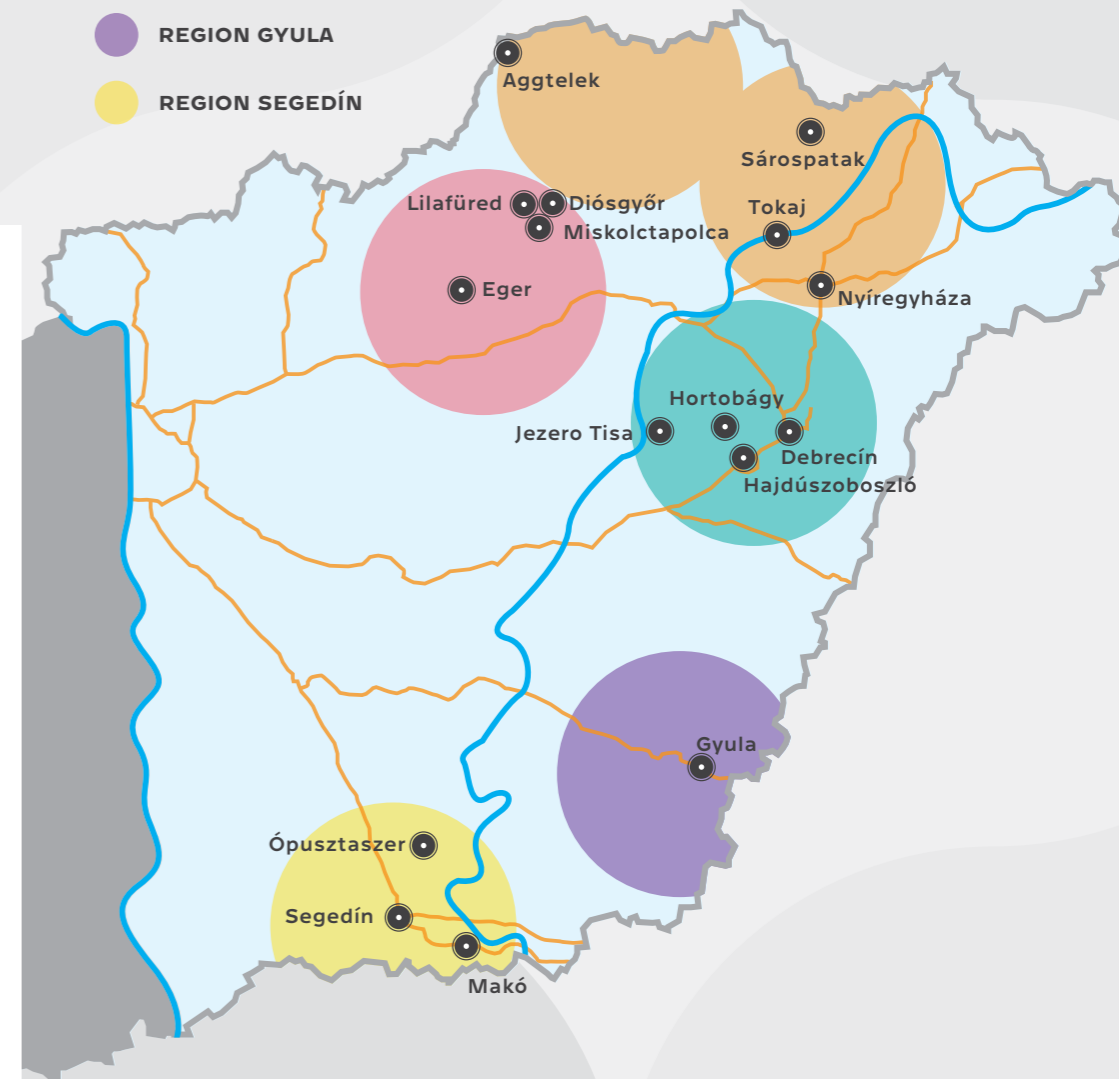 REGION GYULA
REGION SEGEDÍN
Aggtelek
Sárospatak
Lilafüred
Diósgyőr
Tokaj
Miskolctapolca
Eger
Nyíregyháza
Hortobágy
Jezero Tisa
Debrecín
Hajdúszoboszló
Gyula
Ópusztaszer
Segedín
Makó